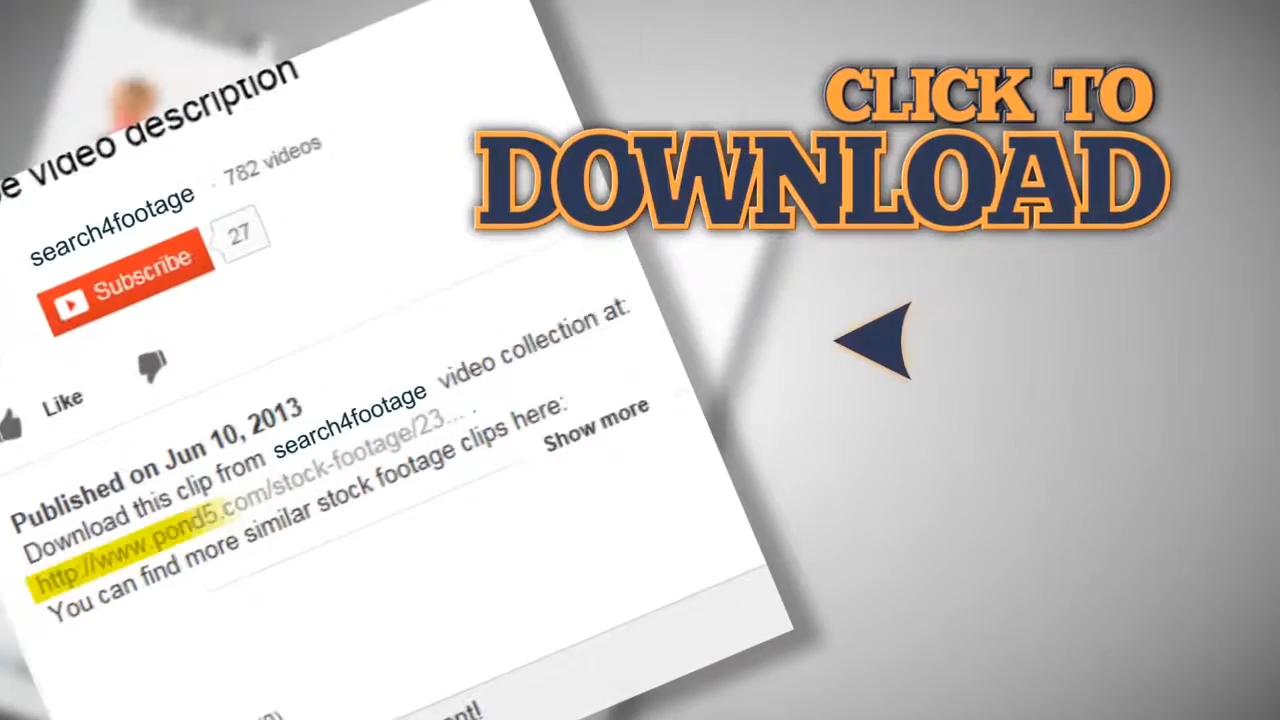 CLICK TO
DOWNLOAD
video description
search4footage · 782 videos
Subscribe 27
Like
Published on Jun 10, 2013
Download this clip from search4footage video collection at:
http://www.pond5.com/stock-footage/23... .
You can find more similar stock footage clips here:
Show more